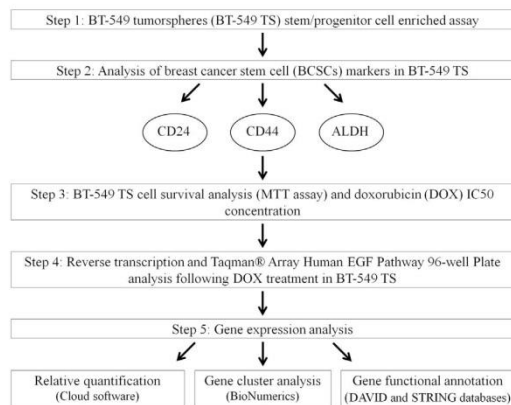 Step 1: BT-549 tumorspheres (BT-549 TS) stem/progenitor cell enriched assay
Step 2: Analysis of breast cancer stem cell (BCSCs) markers in BT-549 TS
CD24 CD44 ALDH
Step 3: BT-549 TS cell survival analysis (MTT assay) and doxorubicin (DOX) IC50
concentration
Step 4: Reverse transcription and Taqman® Array Human EGF Pathway 96-well Plate
analysis following DOX treatment in BT-549 TS
Step 5: Gene expression analysis
Relative quantification
(Cloud software)
Gene cluster analysis
(BioNumerics)
Gene functional annotation
(DAVID and STRING databases)